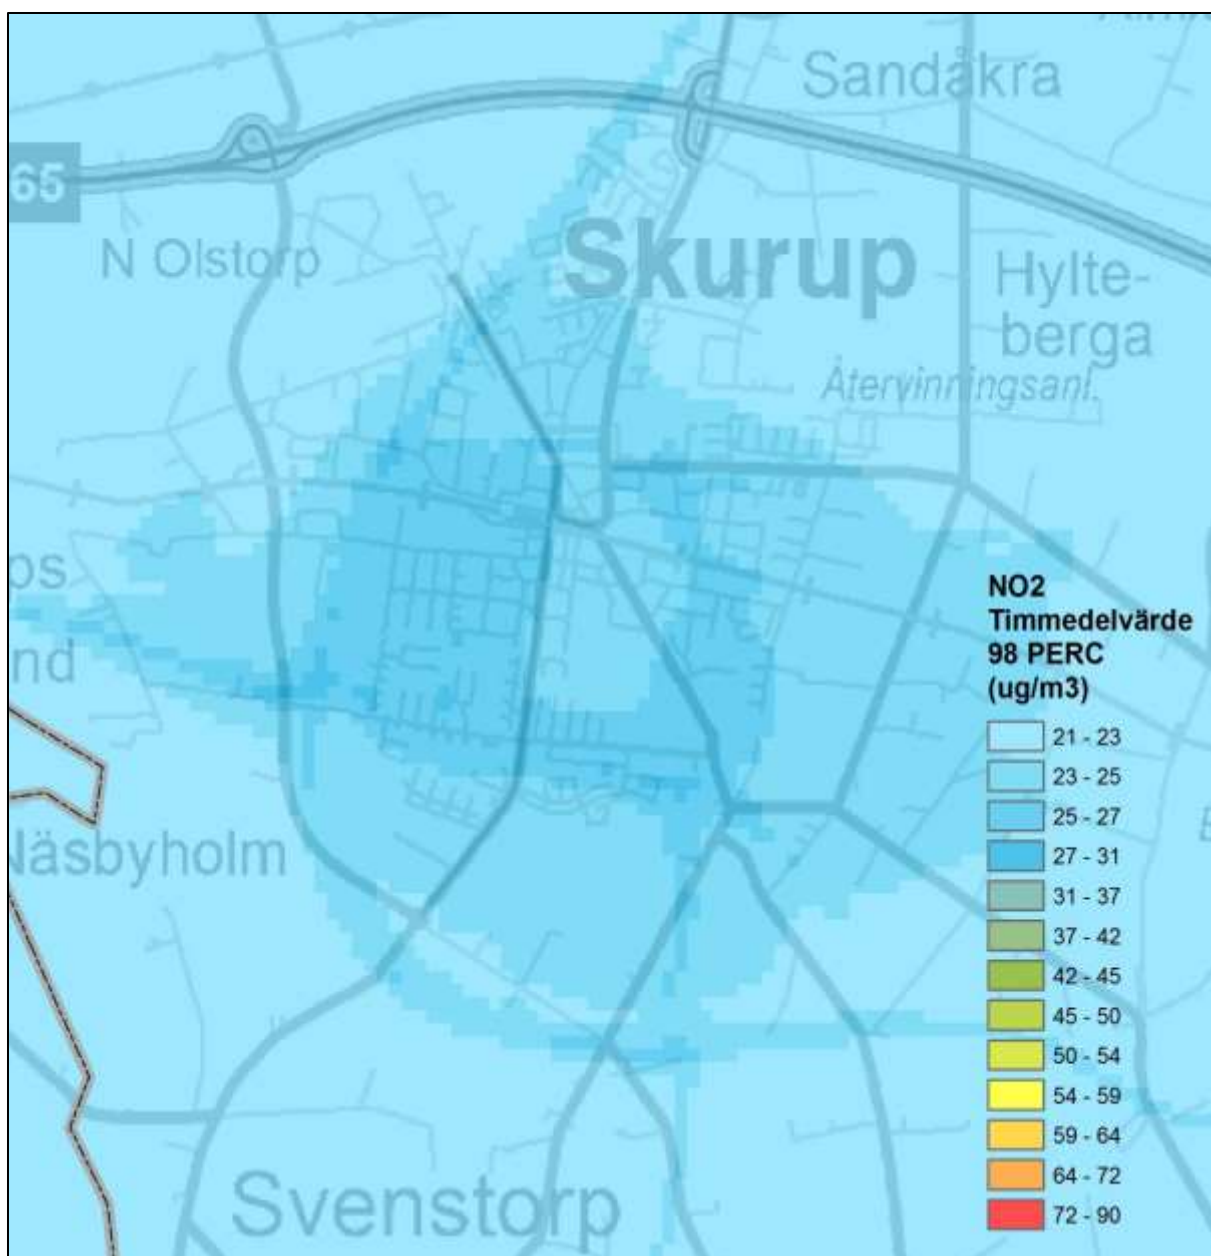 Sandåkra
65
Skurup
N Olstorp
Hylte-
berga
Återvinningsanl.
ps
nd
NO2
Timmedelvärde
98 PERC
(ug/m3)
21 - 23
23 - 25
25 - 27
27 - 31
31 - 37
37 - 42
42 - 45
45 - 50
50 - 54
54 - 59
59 - 64
64 - 72
72 - 90
Näsbyholm
Svenstorp